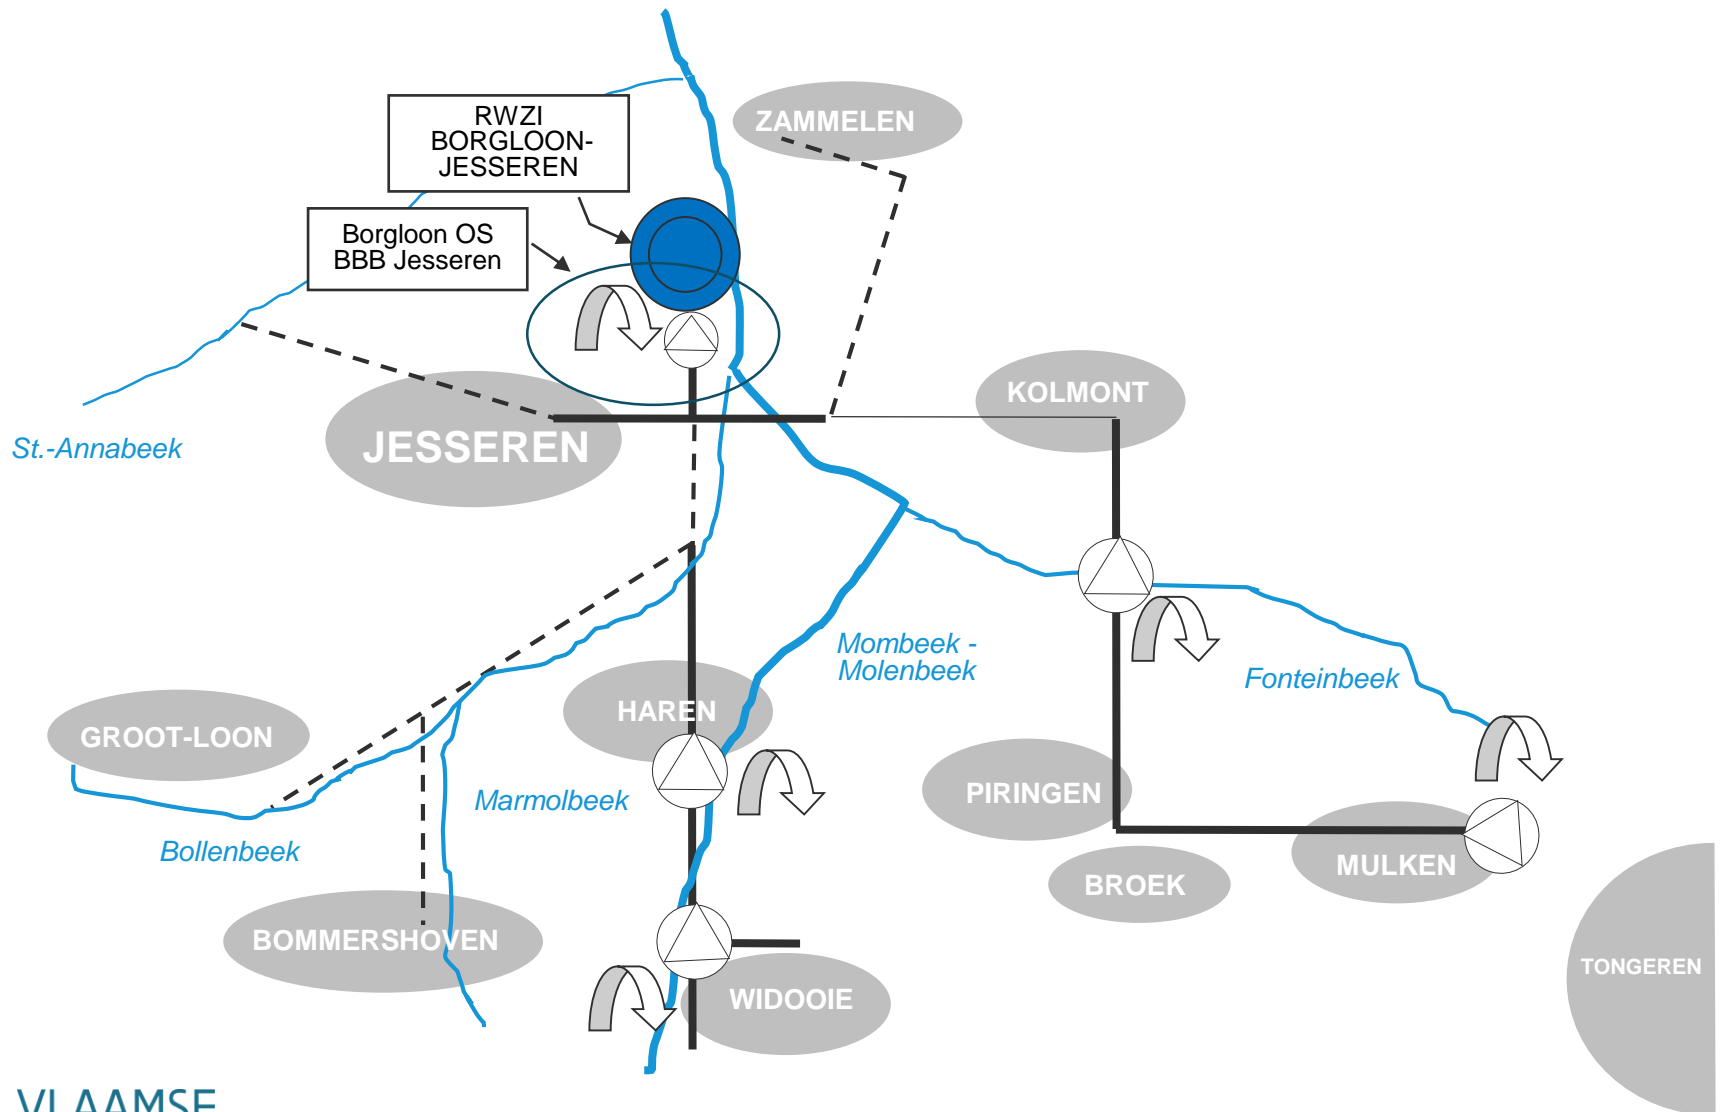 RWZI
BORGLOON-
JESSEREN
ZAMMELEN
Borgloon OS
BBB Jesseren
KOLMONT
St.-Annabeek
JESSEREN
Mombeek -
Molenbeek
Fonteinbeek
GROOT-LOON
HAREN
PIRINGEN
Marmolbeek
Bollenbeek
MULKEN
BROEK
BOMMERSHOVEN
TONGEREN
WIDOOIE
VLAAMSE